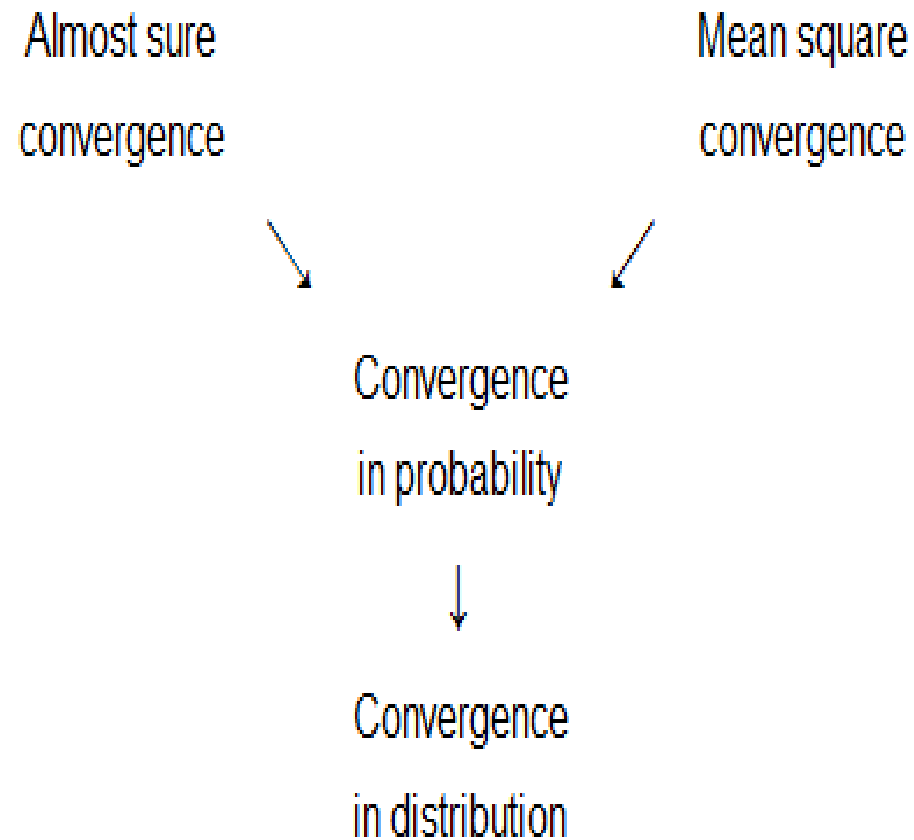 Almost sure
convergence
Mean square
convergence
Convergence
in probability
Convergence
in distribution